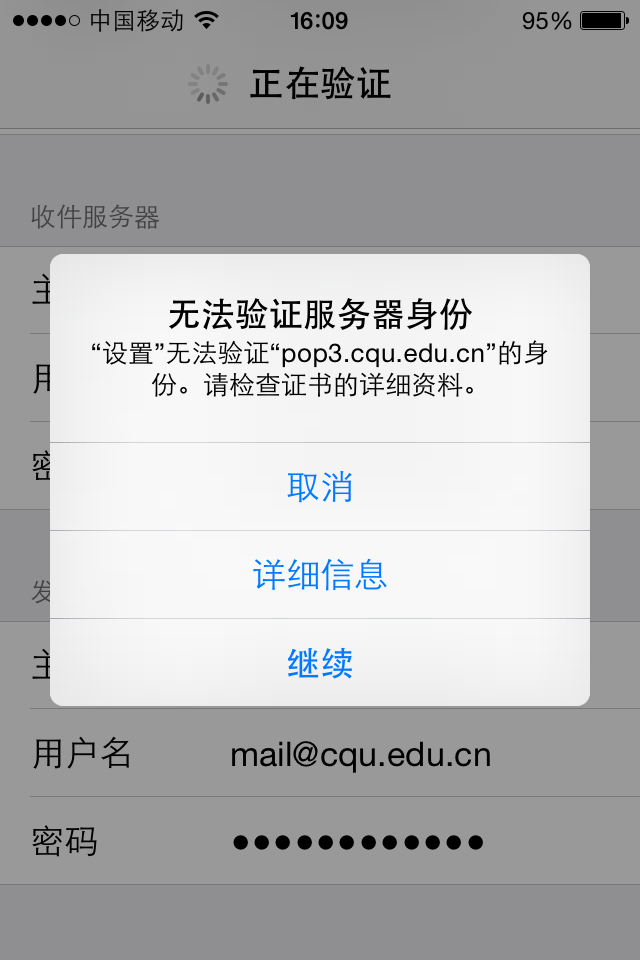 中国移动 16:09 95%
正在验证
收件服务器
主
无法验证服务器身份
“设置”无法验证“pop3.cqu.edu.cn”的身
份。请检查证书的详细资料。
取消
详细信息
继续
用户名 mail@cqu.edu.cn
密码 ●●●●●●●●●●●●